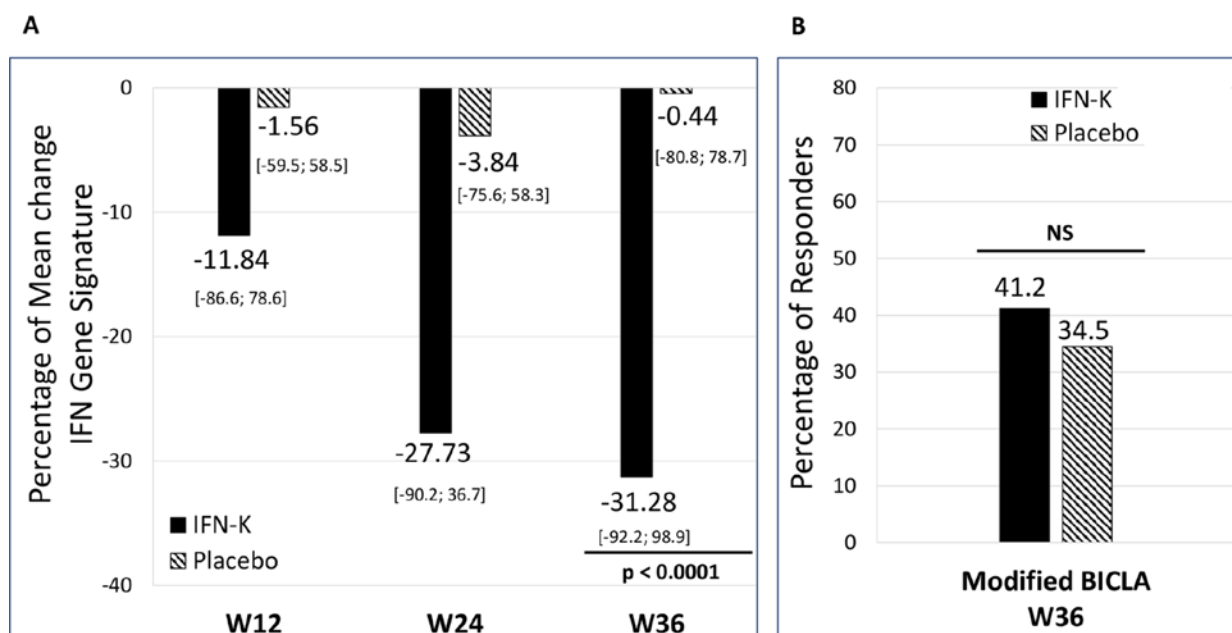 A
Percentage of Mean change
IFN Gene Signature
0
-10
-20
-30
-40
-1.56
[-59.5; 58.5]
-11.84
[-86.6; 78.6]
-3.84
[-75.6; 58.3]
-27.73
[-90.2; 36.7]
-0.44
[-80.8; 78.7]
-31.28
[-92.2; 98.9]
p < 0.0001
IFN-K
Placebo
W12 W24 W36
B
Percentage of Responders
80
70
60
50
40
30
20
10
0
IFN-K
Placebo
NS
41.2
34.5
Modified BICLA
W36